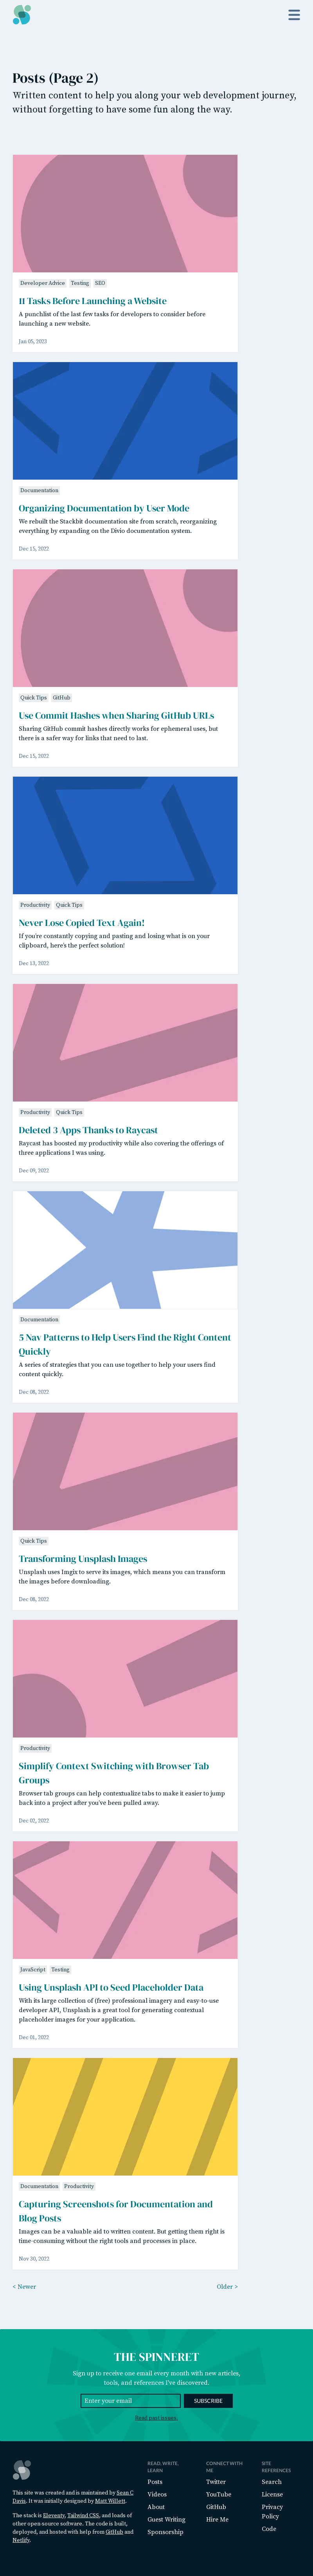 Posts (Page 2)
Written content to help you along your web development journey,
without forgetting to have some fun along the way.
Developer Advice Testing SEO
11 Tasks Before Launching a Website
A punchlist of the last few tasks for developers to consider before
launching a new website.
Jan 05, 2023
Documentation
Organizing Documentation by User Mode
We rebuilt the Stackbit documentation site from scratch, reorganizing
everything by expanding on the Divio documentation system.
Dec 15, 2022
Quick Tips GitHub
Use Commit Hashes when Sharing GitHub URLs
Sharing GitHub commit hashes directly works for ephemeral uses, but
there is a safer way for links that need to last.
Dec 15, 2022
Productivity Quick Tips
Never Lose Copied Text Again!
If you're constantly copying and pasting and losing what is on your
clipboard, here's the perfect solution!
Dec 13, 2022
Productivity Quick Tips
Deleted 3 Apps Thanks to Raycast
Raycast has boosted my productivity while also covering the offerings of
three applications I was using.
Dec 09, 2022
Documentation
5 Nav Patterns to Help Users Find the Right Content
Quickly
A series of strategies that you can use together to help your users find
content quickly.
Dec 08, 2022
Quick Tips
Transforming Unsplash Images
Unsplash uses Imgix to serve its images, which means you can transform
the images before downloading.
Dec 08, 2022
Productivity
Simplify Context Switching with Browser Tab
Groups
Browser tab groups can help contextualize tabs to make it easier to jump
back into a project after you've been pulled away.
Dec 02, 2022
JavaScript Testing
Using Unsplash API to Seed Placeholder Data
With its large collection of (free) professional imagery and easy-to-use
developer API, Unsplash is a great tool for generating contextual
placeholder images for your application.
Dec 01, 2022
Documentation Productivity
Capturing Screenshots for Documentation and
Blog Posts
Images can be a valuable aid to written content. But getting them right is
time-consuming without the right tools and processes in place.
Nov 30, 2022
< Newer
Older >
THE SPINNERET
Sign up to receive one email every month with new articles,
tools, and references I've discovered.
Enter your email
SUBSCRIBE
Read past issues.
This site was created and is maintained by Sean C
Davis. It was initially designed by Matt Willett.
The stack is Eleventy, Tailwind CSS, and loads of
other open source software. The code is built,
deployed, and hosted with help from GitHub and
Netlify.
READ, WRITE,
LEARN
Posts
Videos
About
Guest Writing
Sponsorship
CONNECT WITH
ME
Twitter
YouTube
GitHub
Hire Me
SITE
REFERENCES
Search
License
Privacy
Policy
Code